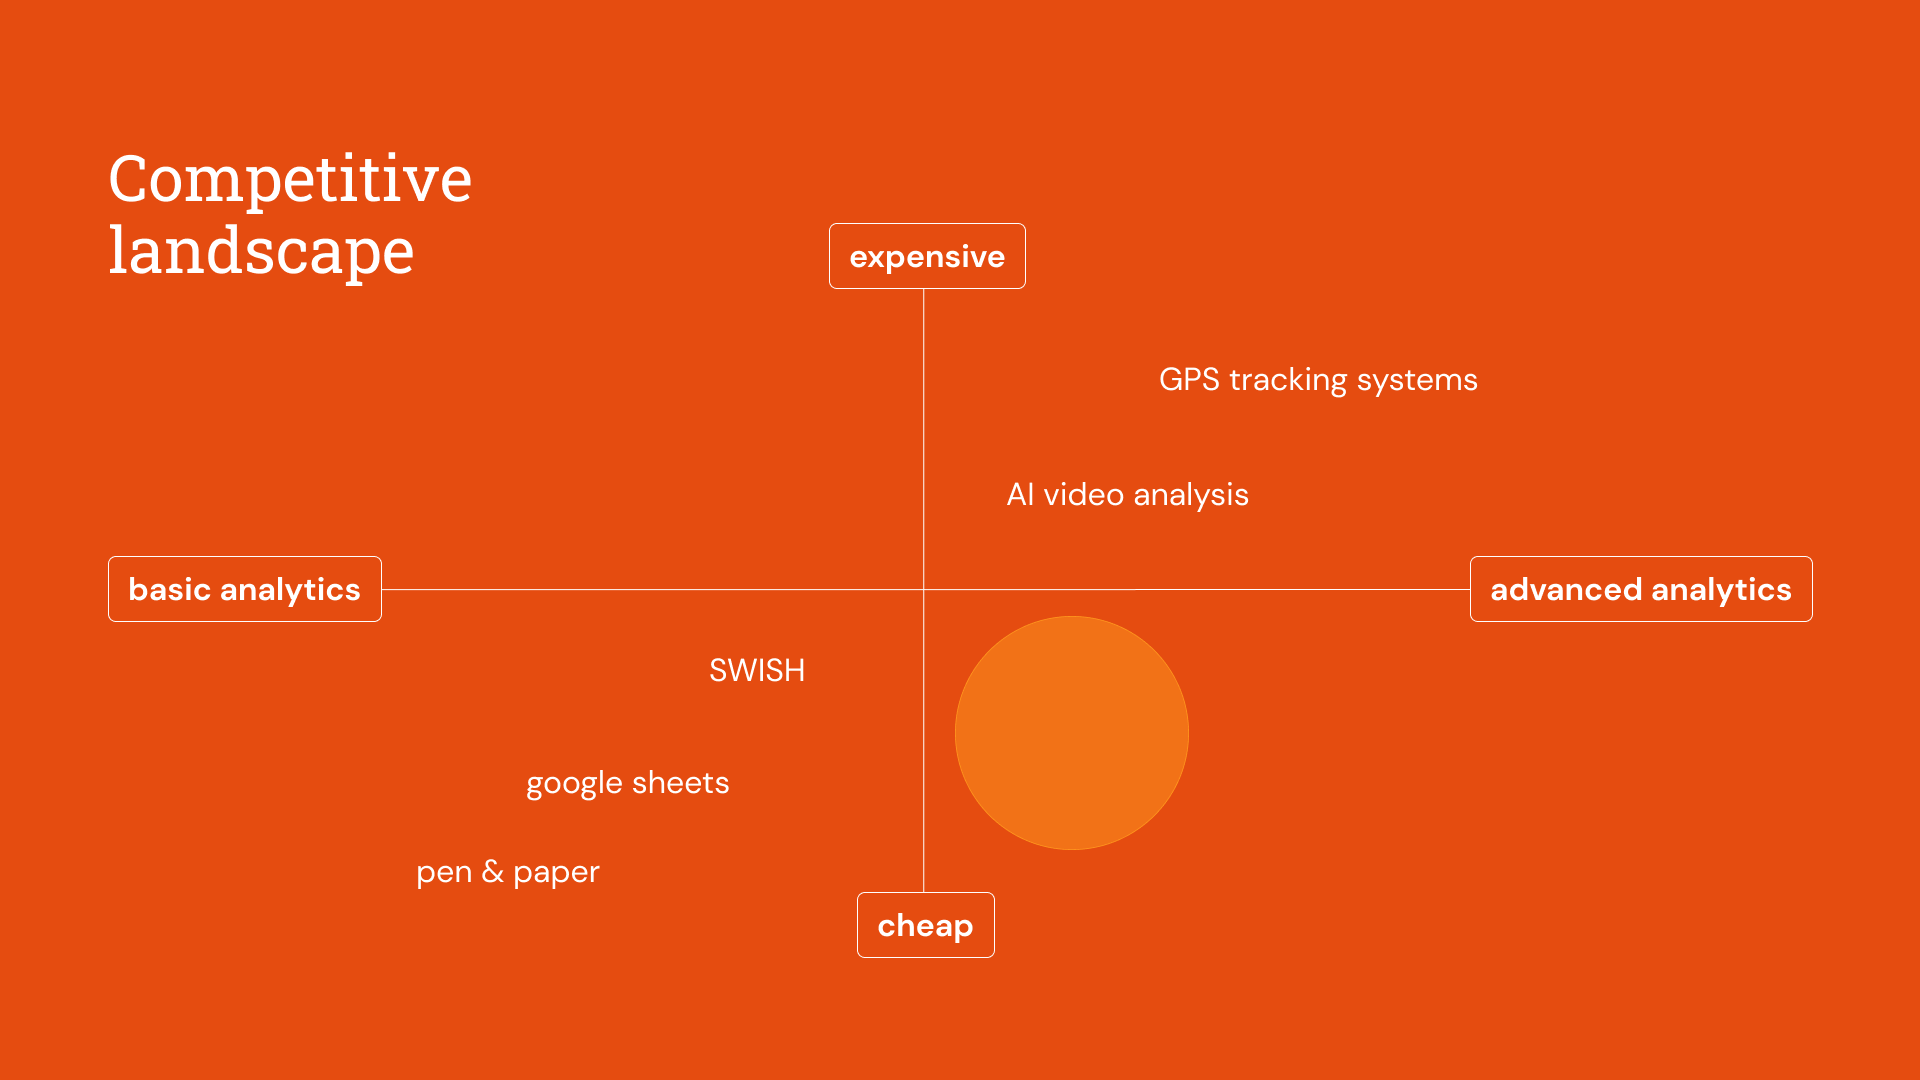 Competitive
landscape
expensive
GPS tracking systems
AI video analysis
basic analytics
advanced analytics
SWISH
google sheets
pen & paper
cheap